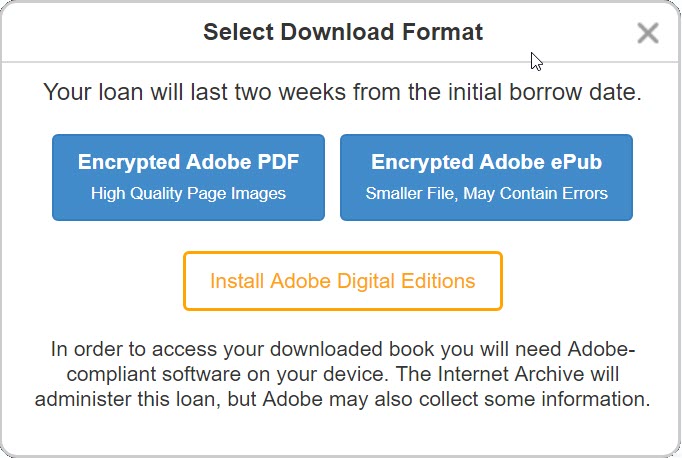 Select Download Format
Your loan will last two weeks from the initial borrow date.
Encrypted Adobe PDF
High Quality Page Images
Encrypted Adobe ePub
Smaller File, May Contain Errors
Install Adobe Digital Editions
In order to access your downloaded book you will need Adobe-
compliant software on your device. The Internet Archive will
administer this loan, but Adobe may also collect some information.